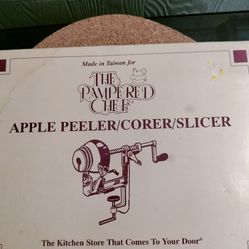 Made in Taiwan for
THE
PAMPERED
CHEF
APPLE PEELER/CORER/SLICER
The Kitchen Store That Comes To Your Door®